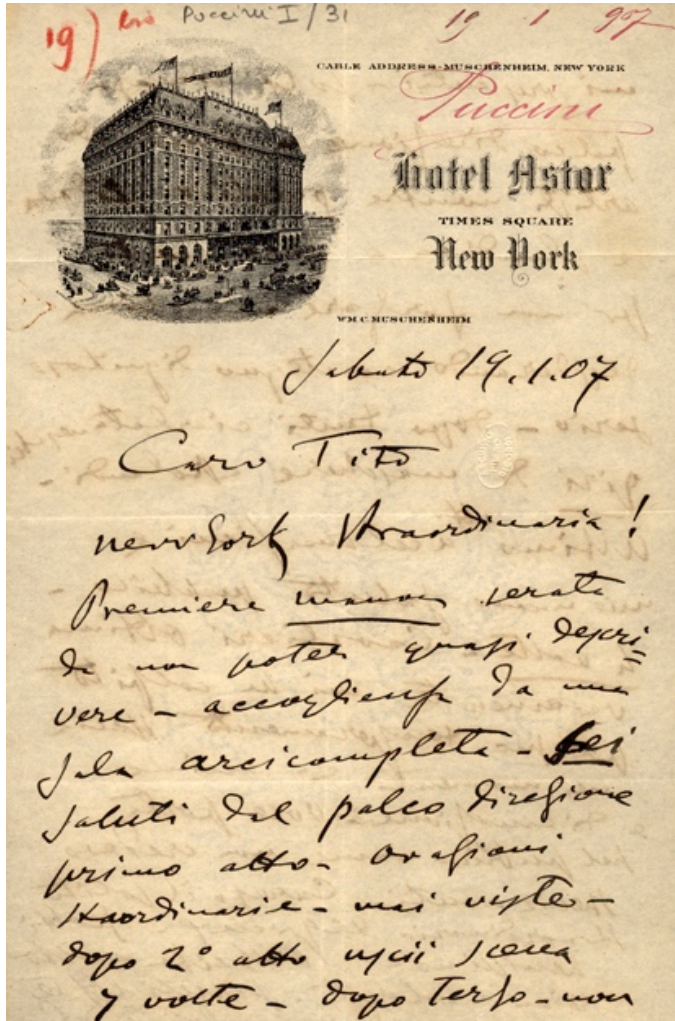 19) Puccini I/31
19 1 907
CABLE ADDRESS-MUSCHENHEIM, NEW YORK
Puccini
Hotel Astor
TIMES SQUARE
New York
WM C. MUSCHENHEIM
Sabato 19.1.07
Caro Tito
New York straordinaria!
Premiere Manon serata
da non poter quasi descri=
vere - accoglienze da una
sala arcicompleta - sei
saluti dal palco direzione
primo atto - ovazioni
straordinarie - mai viste -
dopo 2º atto uscii scena
7 volte - dopo terzo - non